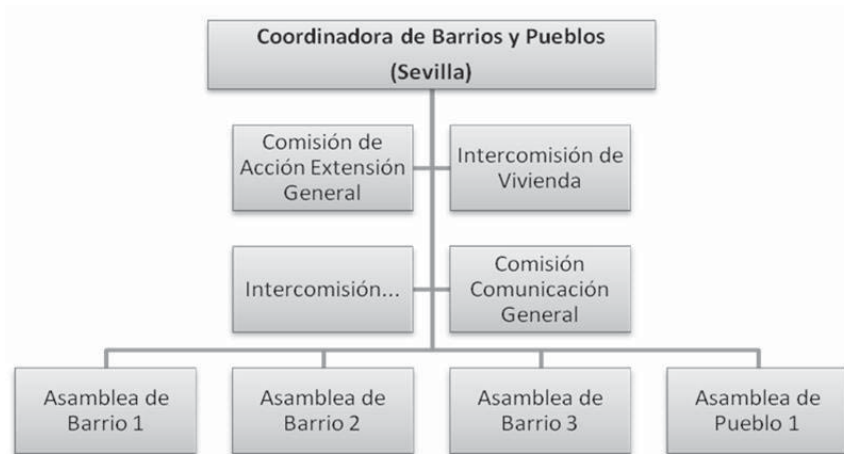 Coordinadora de Barrios y Pueblos
(Sevilla)
Comisión de
Acción Extensión
General
Intercomisión de
Vivienda
Intercomisión...
Comisión
Comunicación
General
Asamblea de
Barrio 1
Asamblea de
Barrio 2
Asamblea de
Barrio 3
Asamblea de
Pueblo 1